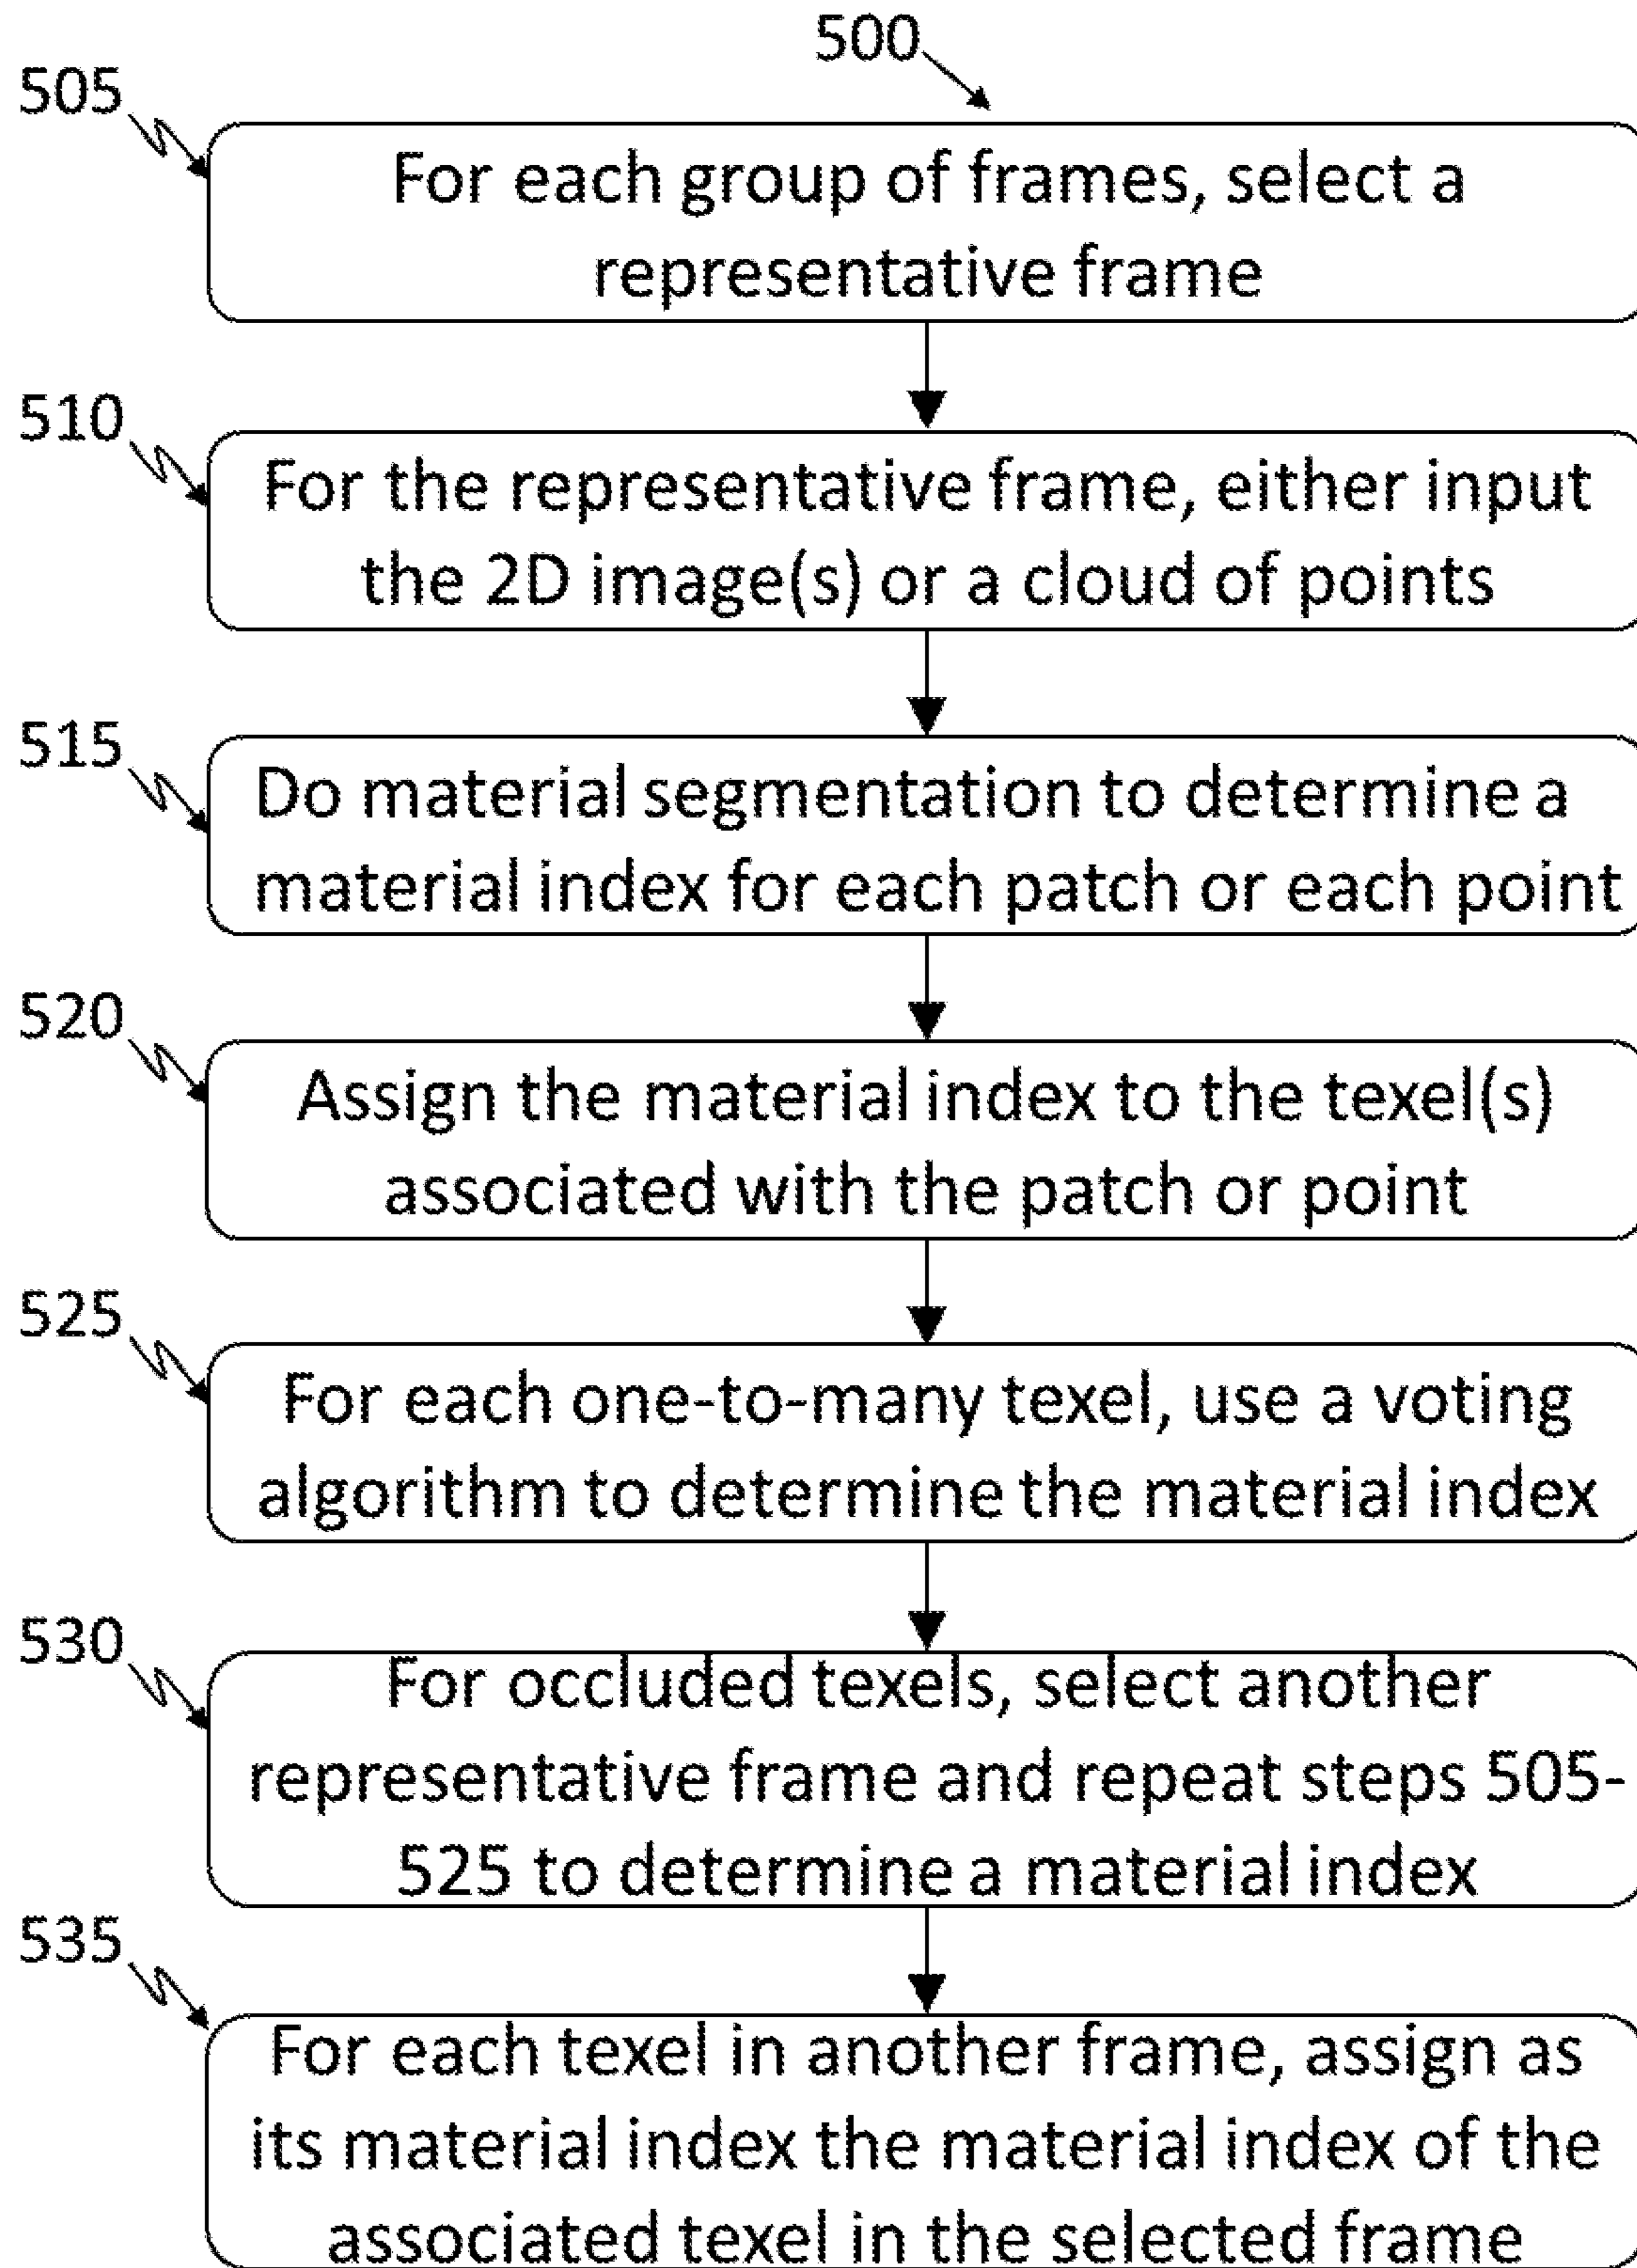 500
505
For each group of frames, select a
representative frame
510
For the representative frame, either input
the 2D image(s) or a cloud of points
515
Do material segmentation to determine a
material index for each patch or each point
520
Assign the material index to the texel(s)
associated with the patch or point
525
For each one-to-many texel, use a voting
algorithm to determine the material index
530
For occluded texels, select another
representative frame and repeat steps 505-
525 to determine a material index
535
For each texel in another frame, assign as
its material index the material index of the
associated texel in the selected frame